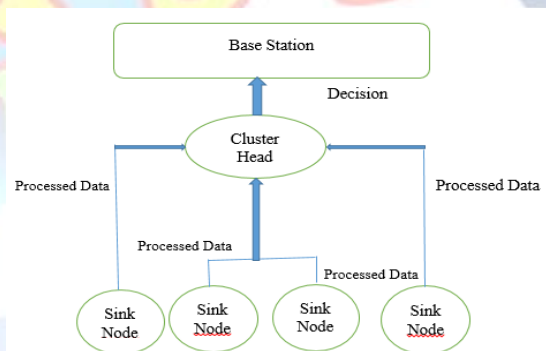 Base Station
Decision
Cluster
Head
Processed Data
Processed Data
Processed Data
Processed Data
Sink
Node
Sink
Node
Sink
Node
Sink
Node